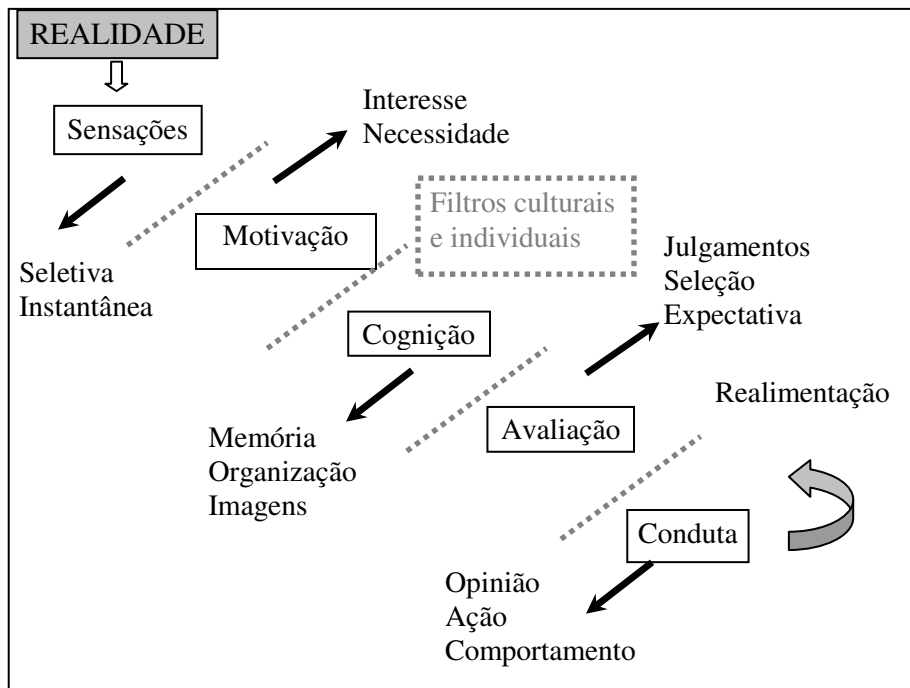 REALIDADE
Sensações
Interesse
Necessidade
Seletiva
Instantânea
Motivação
Filtros culturais
e individuais
Julgamentos
Seleção
Expectativa
Cognição
Memória
Organização
Imagens
Avaliação
Realimentação
Conduta
Opinião
Ação
Comportamento